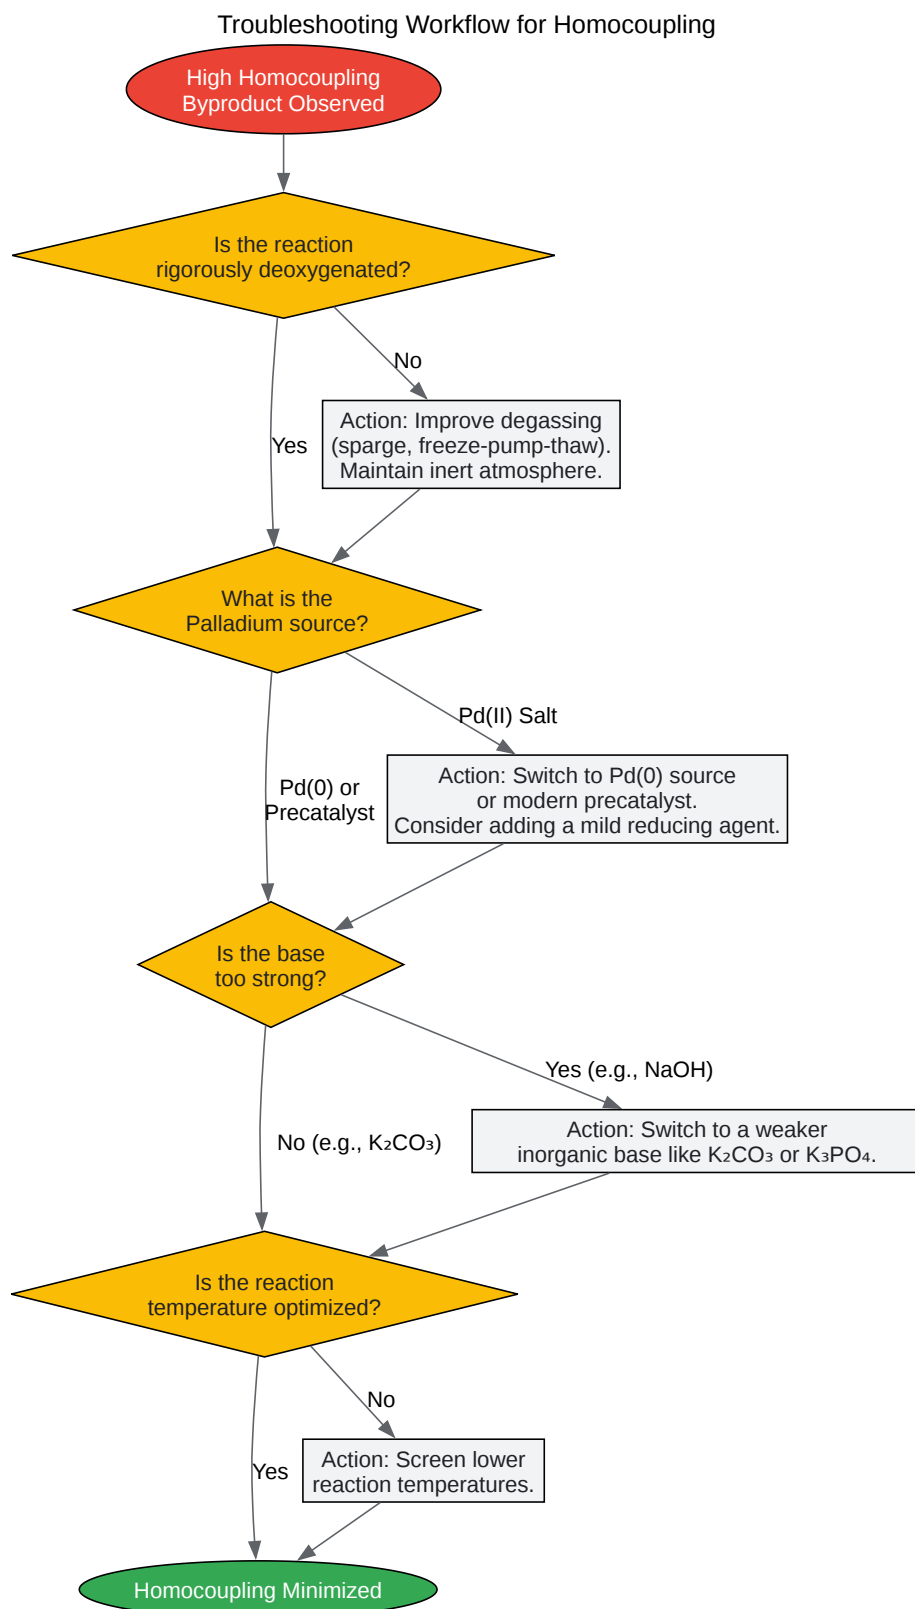 Troubleshooting Workflow for Homocoupling
High Homocoupling
Byproduct Observed
Is the reaction
rigorously deoxygenated?
No
Yes
Action: Improve degassing
(sparge, freeze-pump-thaw).
Maintain inert atmosphere.
What is the
Palladium source?
Pd(II) Salt
Pd(0) or
Precatalyst
Action: Switch to Pd(0) source
or modern precatalyst.
Consider adding a mild reducing agent.
Is the base
too strong?
Yes (e.g., NaOH)
No (e.g., K₂CO₃)
Action: Switch to a weaker
inorganic base like K₂CO₃ or K₃PO₄.
Is the reaction
temperature optimized?
No
Yes
Action: Screen lower
reaction temperatures.
Homocoupling Minimized